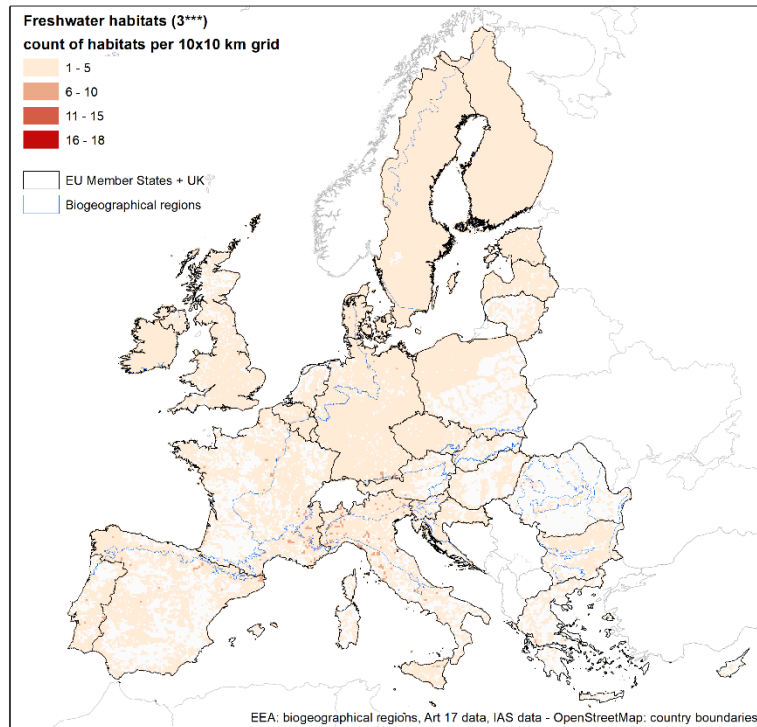 Freshwater habitats (3***)
count of habitats per 10x10 km grid
1 - 5
6 - 10
11 - 15
16 - 18
EU Member States + UK
Biogeographical regions
EEA: biogeographical regions, Art 17 data, IAS data - OpenStreetMap: country boundaries